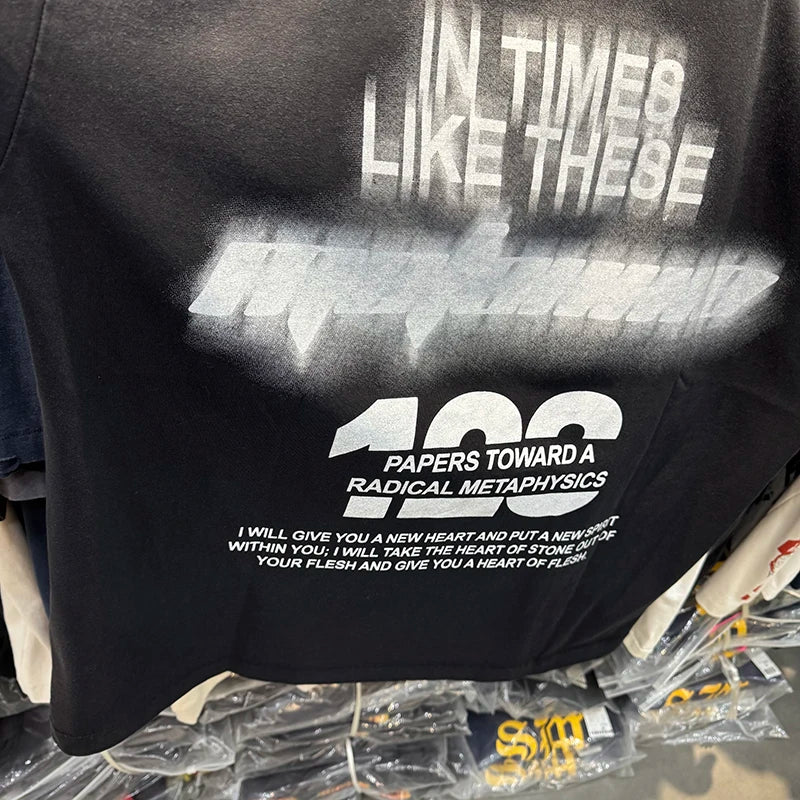 IN TIMES
LIKE THESE
PAPERS TOWARD A
RADICAL METAPHYSICS
I WILL GIVE YOU A NEW HEART AND PUT A NEW SPIRIT
WITHIN YOU; I WILL TAKE THE HEART OF STONE OUT OF
YOUR FLESH AND GIVE YOU A HEART OF FLESH.